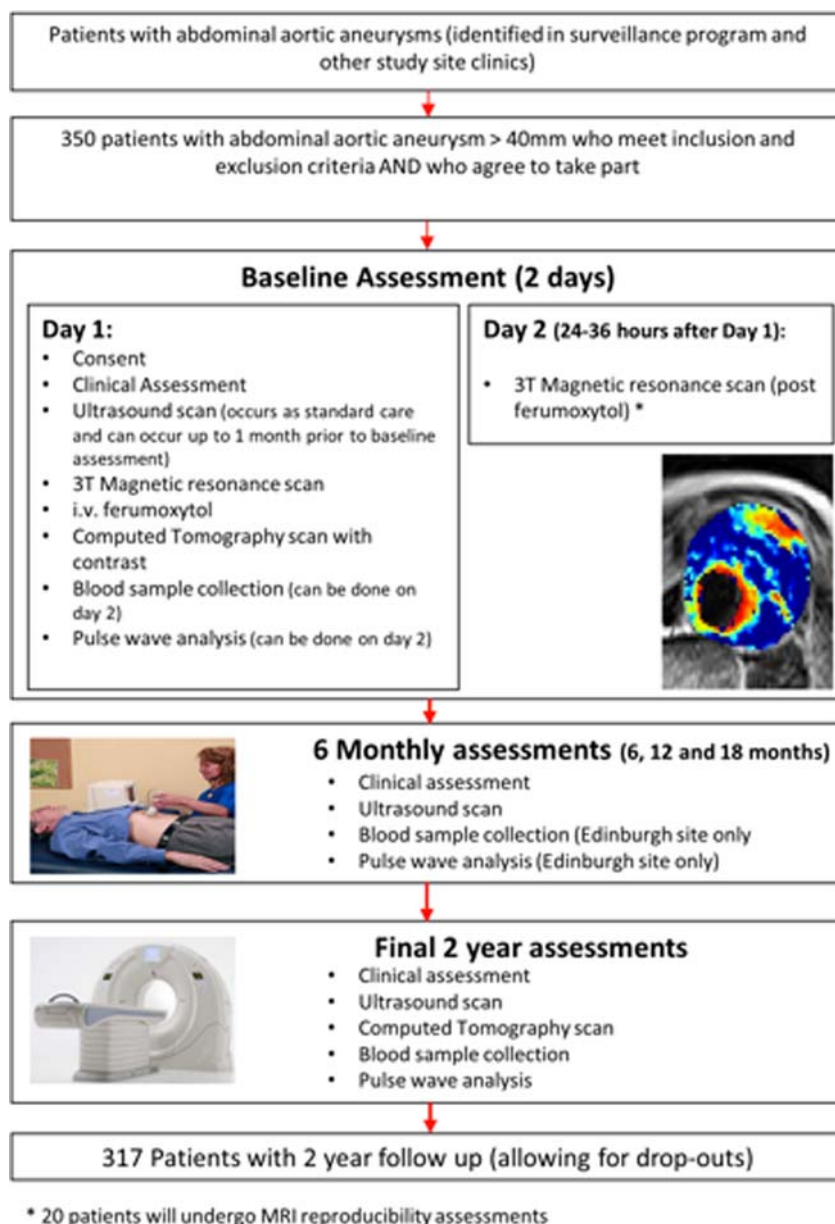 Patients with abdominal aortic aneurysms (identified in surveillance program and
other study site clinics)
350 patients with abdominal aortic aneurysm > 40mm who meet inclusion and
exclusion criteria AND who agree to take part
Baseline Assessment (2 days)
Day 1:
• Consent
• Clinical Assessment
• Ultrasound scan (occurs as standard care
and can occur up to 1 month prior to baseline
assessment)
• 3T Magnetic resonance scan
• i.v. ferumoxytol
• Computed Tomography scan with
contrast
• Blood sample collection (can be done on
day 2)
• Pulse wave analysis (can be done on day 2)
Day 2 (24-36 hours after Day 1):
• 3T Magnetic resonance scan (post
ferumoxytol) *
6 Monthly assessments (6, 12 and 18 months)
• Clinical assessment
• Ultrasound scan
• Blood sample collection (Edinburgh site only
• Pulse wave analysis (Edinburgh site only)
Final 2 year assessments
• Clinical assessment
• Ultrasound scan
• Computed Tomography scan
• Blood sample collection
• Pulse wave analysis
317 Patients with 2 year follow up (allowing for drop-outs)
* 20 patients will undergo MRI reproducibility assessments